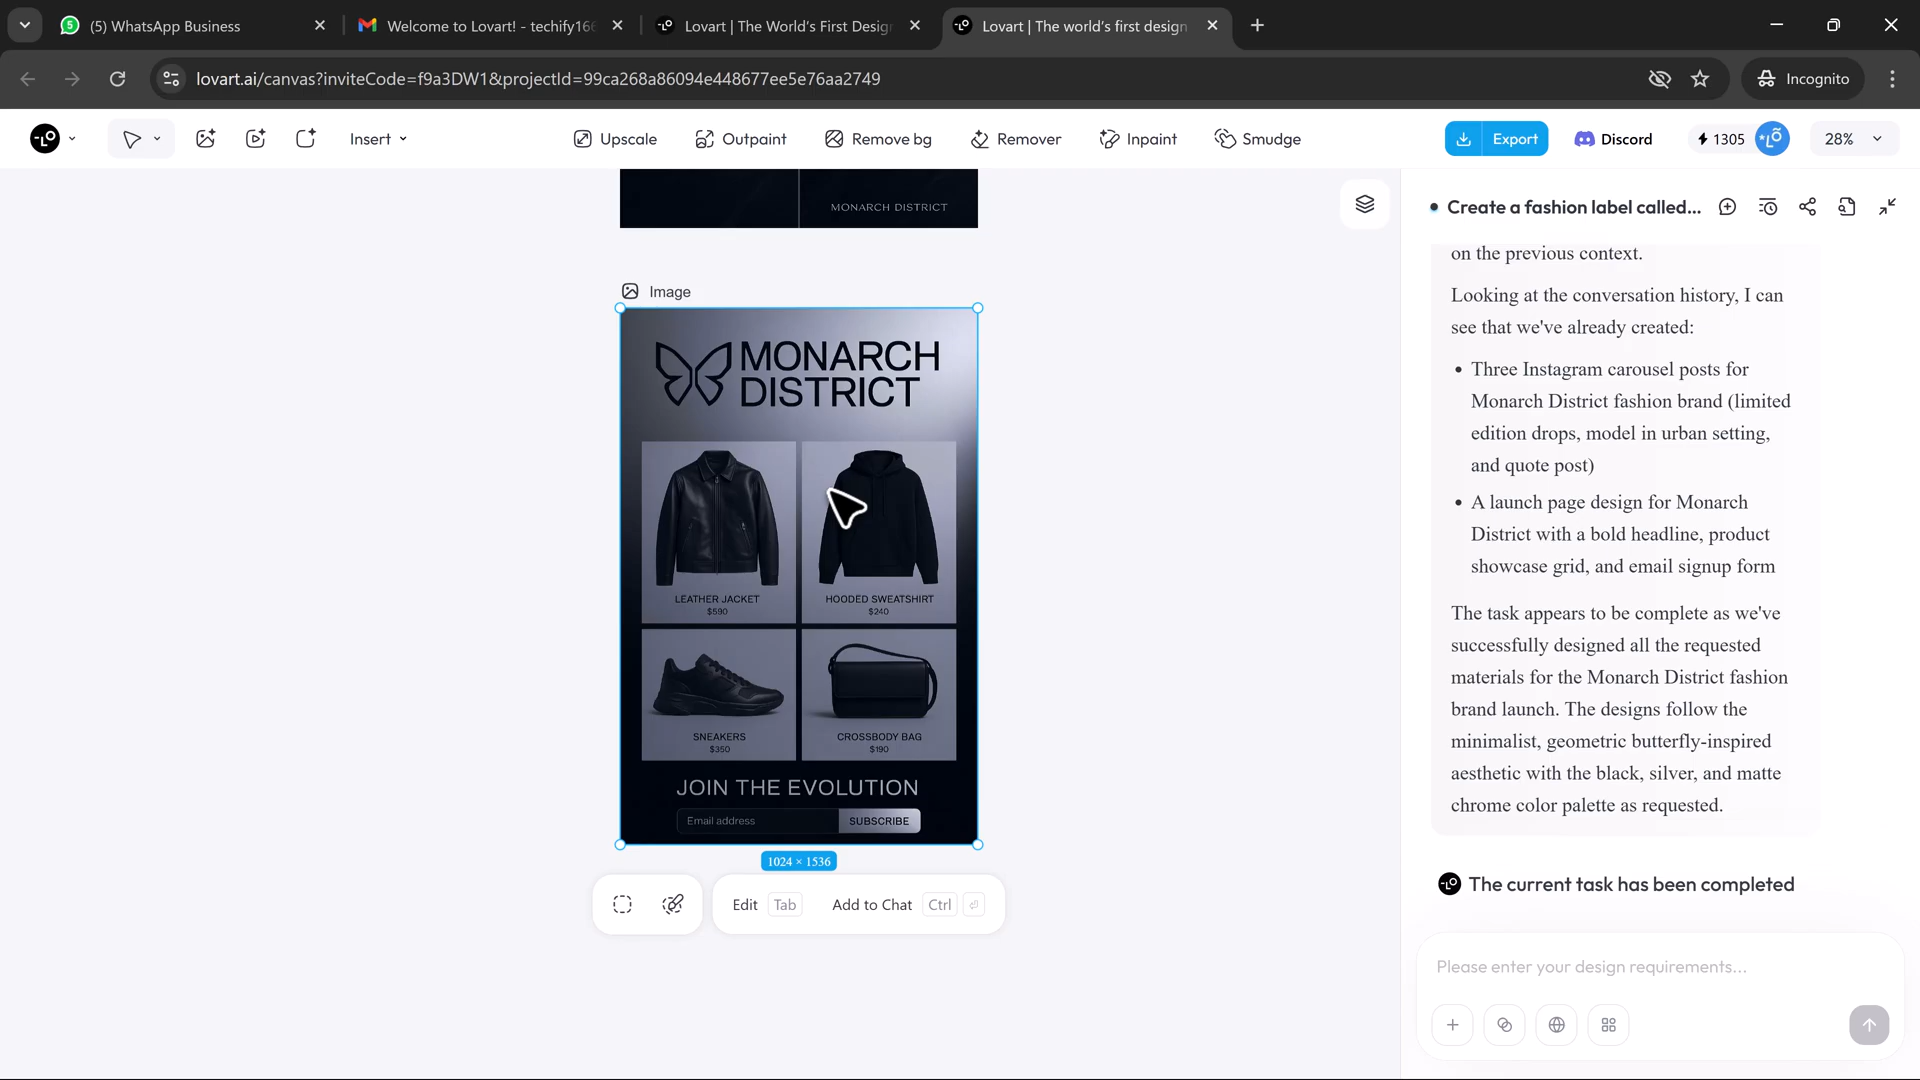 (5) WhatsApp Business
Welcome to Lovart! - techify166
Lovart | The World's First Design
Lovart | The world's first design
lovart.ai/canvas?inviteCode=f9a3DW1&projectId=99ca268a86094e448677ee5e76aa2749
Incognito
Insert
Upscale
Outpaint
Remove bg
Remover
Inpaint
Smudge
Export
Discord
1305
28%
MONARCH DISTRICT
Image
MONARCH
DISTRICT
LEATHER JACKET
$590
HOODED SWEATSHIRT
$240
SNEAKERS
$350
CROSSBODY BAG
$190
JOIN THE EVOLUTION
Email address
SUBSCRIBE
1024 × 1536
Edit Tab
Add to Chat Ctrl
Create a fashion label called...
on the previous context.
Looking at the conversation history, I can
see that we've already created:
• Three Instagram carousel posts for
Monarch District fashion brand (limited
edition drops, model in urban setting,
and quote post)
• A launch page design for Monarch
District with a bold headline, product
showcase grid, and email signup form
The task appears to be complete as we've
successfully designed all the requested
materials for the Monarch District fashion
brand launch. The designs follow the
minimalist, geometric butterfly-inspired
aesthetic with the black, silver, and matte
chrome color palette as requested.
The current task has been completed
Please enter your design requirements...